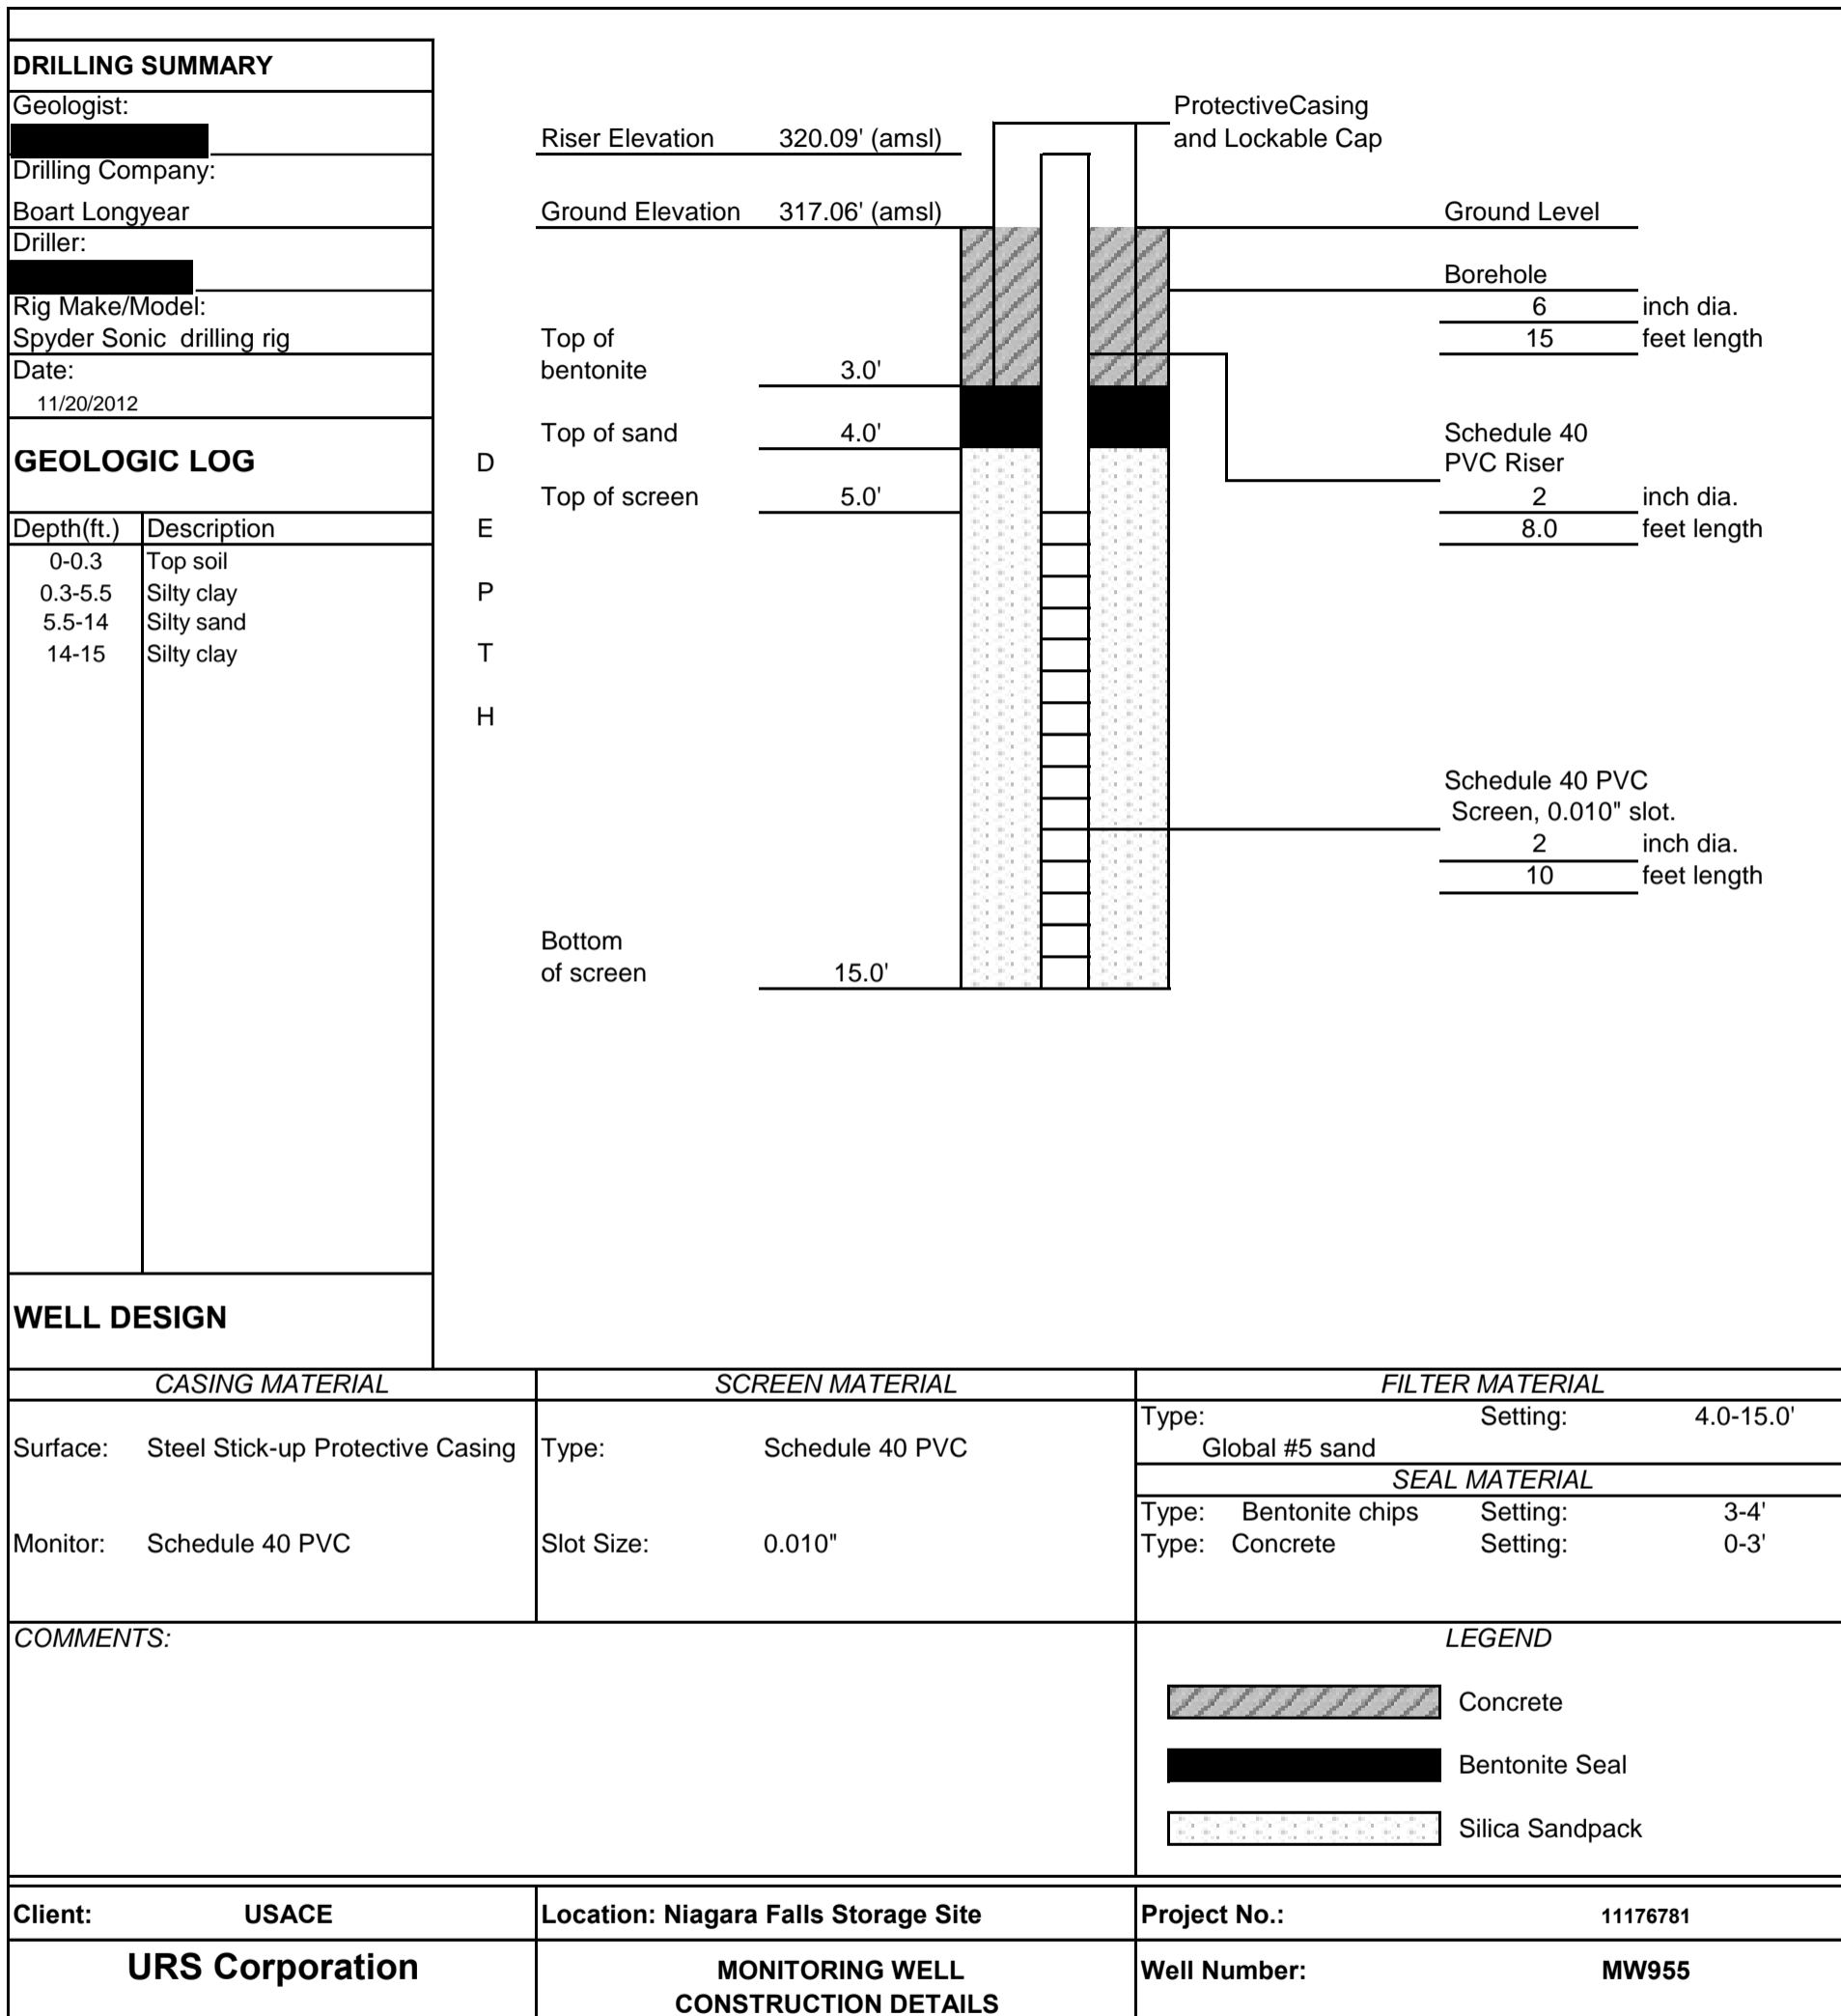 DRILLING SUMMARY
Geologist:
Drilling Company:
Boart Longyear
Driller:
Rig Make/Model:
Spyder Sonic drilling rig
Date:
11/20/2012
GEOLOGIC LOG
Depth(ft.) Description
0-0.3 Top soil
0.3-5.5 Silty clay
5.5-14 Silty sand
14-15 Silty clay
D
E
P
T
H
Riser Elevation 320.09' (amsl)
Ground Elevation 317.06' (amsl)
Top of
bentonite 3.0'
Top of sand 4.0'
Top of screen 5.0'
Bottom
of screen 15.0'
ProtectiveCasing
and Lockable Cap
Ground Level
Borehole
6 inch dia.
15 feet length
Schedule 40
PVC Riser
2 inch dia.
8.0 feet length
Schedule 40 PVC
Screen, 0.010" slot.
2 inch dia.
10 feet length
WELL DESIGN
CASING MATERIAL
Surface: Steel Stick-up Protective Casing
Monitor: Schedule 40 PVC
SCREEN MATERIAL
Type: Schedule 40 PVC
Slot Size: 0.010"
FILTER MATERIAL
Type: Setting: 4.0-15.0'
Global #5 sand
SEAL MATERIAL
Type: Bentonite chips Setting: 3-4'
Type: Concrete Setting: 0-3'
COMMENTS:
LEGEND
Concrete
Bentonite Seal
Silica Sandpack
Client: USACE
Location: Niagara Falls Storage Site
Project No.: 11176781
URS Corporation
MONITORING WELL
CONSTRUCTION DETAILS
Well Number: MW955